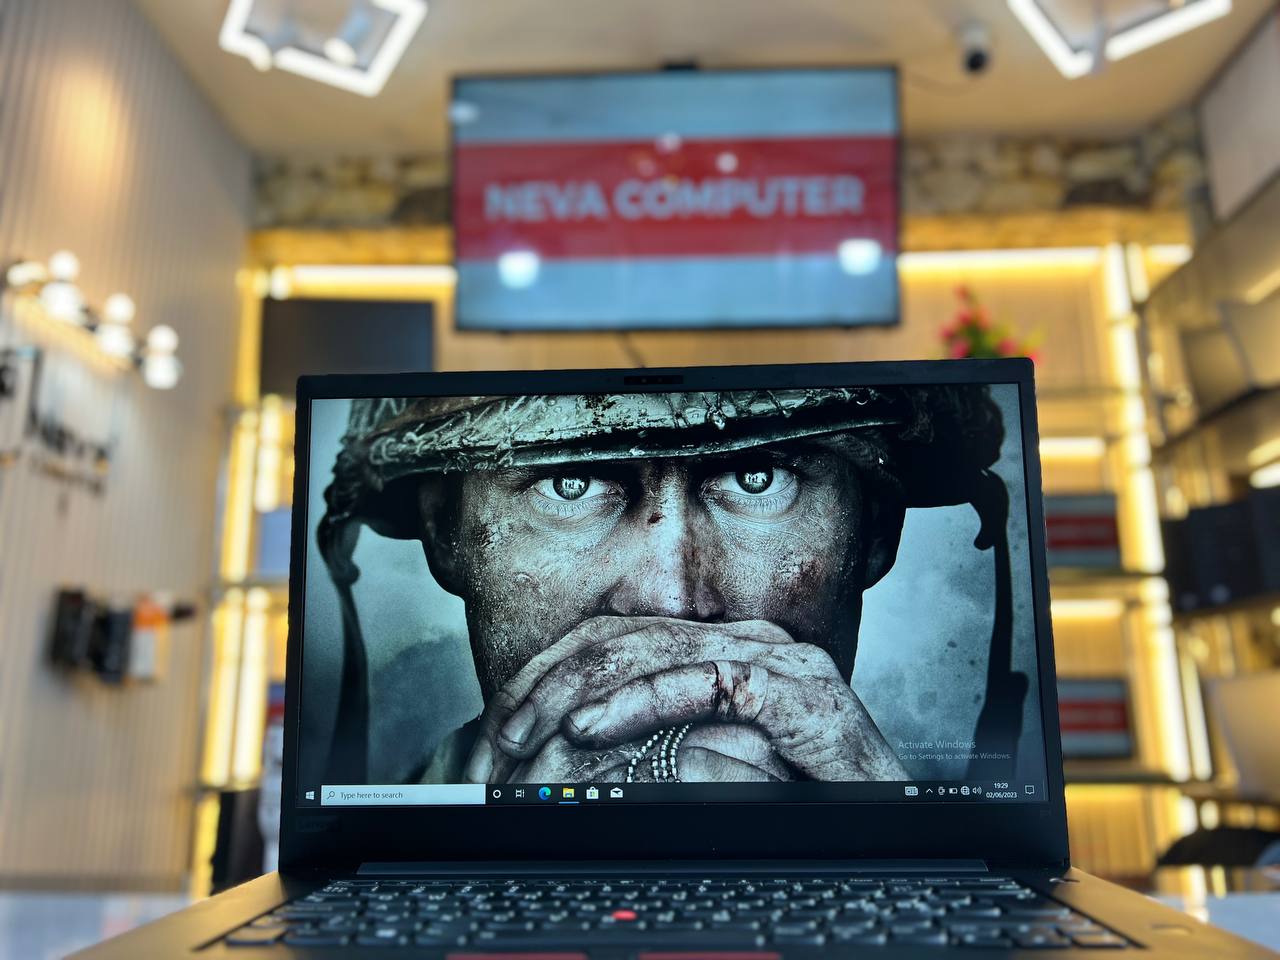 NEVA COMPUTER
Activate Windows
Go to Settings to activate Windows.
Type here to search
19:29
02/06/2023